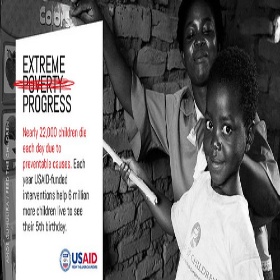 EXTREME
POVERTY
PROGRESS
Nearly 22,000 children die
each day due to
preventable causes. Each
year USAID-funded
interventions help 6 million
more children live to see
their 5th birthday.
USAID